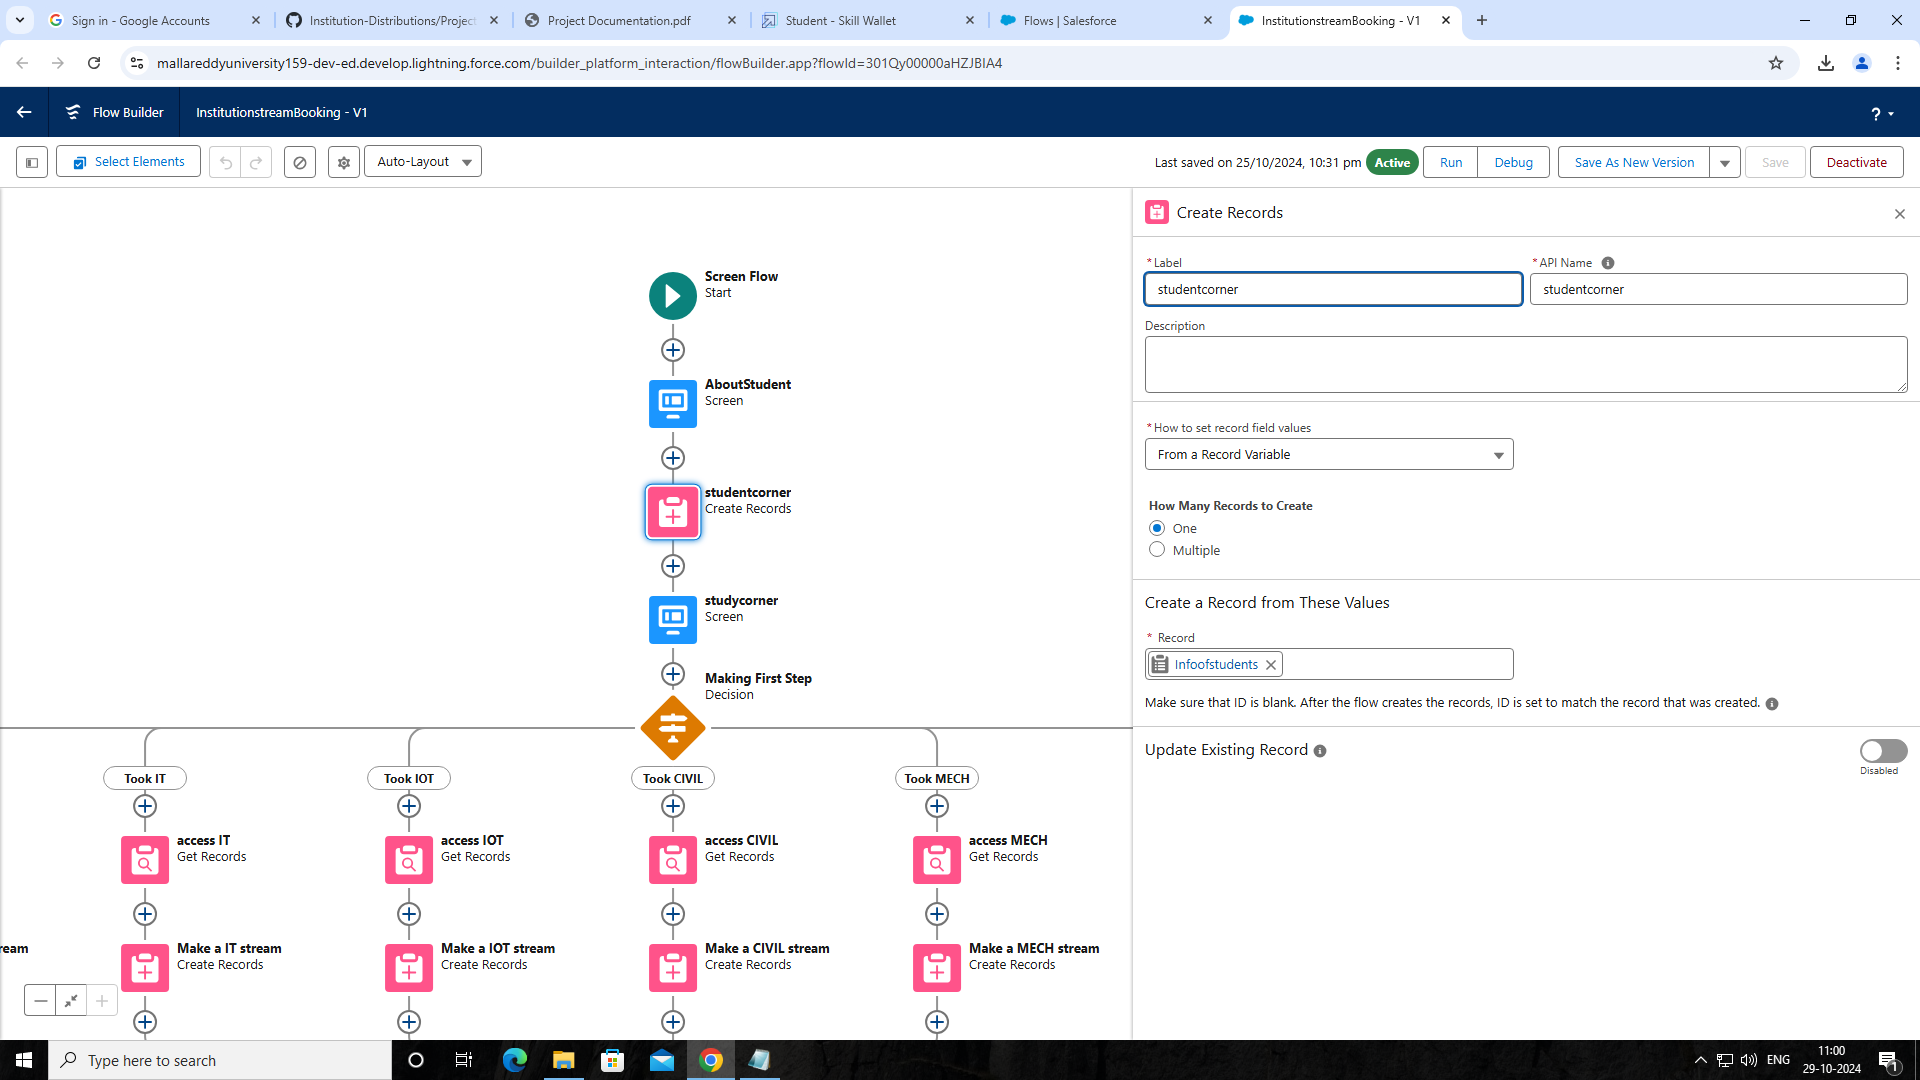 Sign in - Google Accounts
Institution-Distributions/Project
Project Documentation.pdf
Student - Skill Wallet
Flows | Salesforce
InstitutionstreamBooking - V1
mallareddyuniversity159-dev-ed.develop.lightning.force.com/builder_platform_interaction/flowBuilder.app?flowId=301Qy00000aHZJBIA4
Flow Builder
InstitutionstreamBooking - V1
?
Select Elements
Auto-Layout
Last saved on 25/10/2024, 10:31 pm
Active
Run
Debug
Save As New Version
Save
Deactivate
Screen Flow
Start
AboutStudent
Screen
studentcorner
Create Records
studycorner
Screen
Making First Step
Decision
Took IT
Took IOT
Took CIVIL
Took MECH
access IT
Get Records
access IOT
Get Records
access CIVIL
Get Records
access MECH
Get Records
ream
Make a IT stream
Create Records
Make a IOT stream
Create Records
Make a CIVIL stream
Create Records
Make a MECH stream
Create Records
Create Records
* Label
* API Name
studentcorner
studentcorner
Description
* How to set record field values
From a Record Variable
How Many Records to Create
One
Multiple
Create a Record from These Values
* Record
Infoofstudents
Make sure that ID is blank. After the flow creates the records, ID is set to match the record that was created.
Update Existing Record
Disabled
Type here to search
ENG
11:00
29-10-2024
1